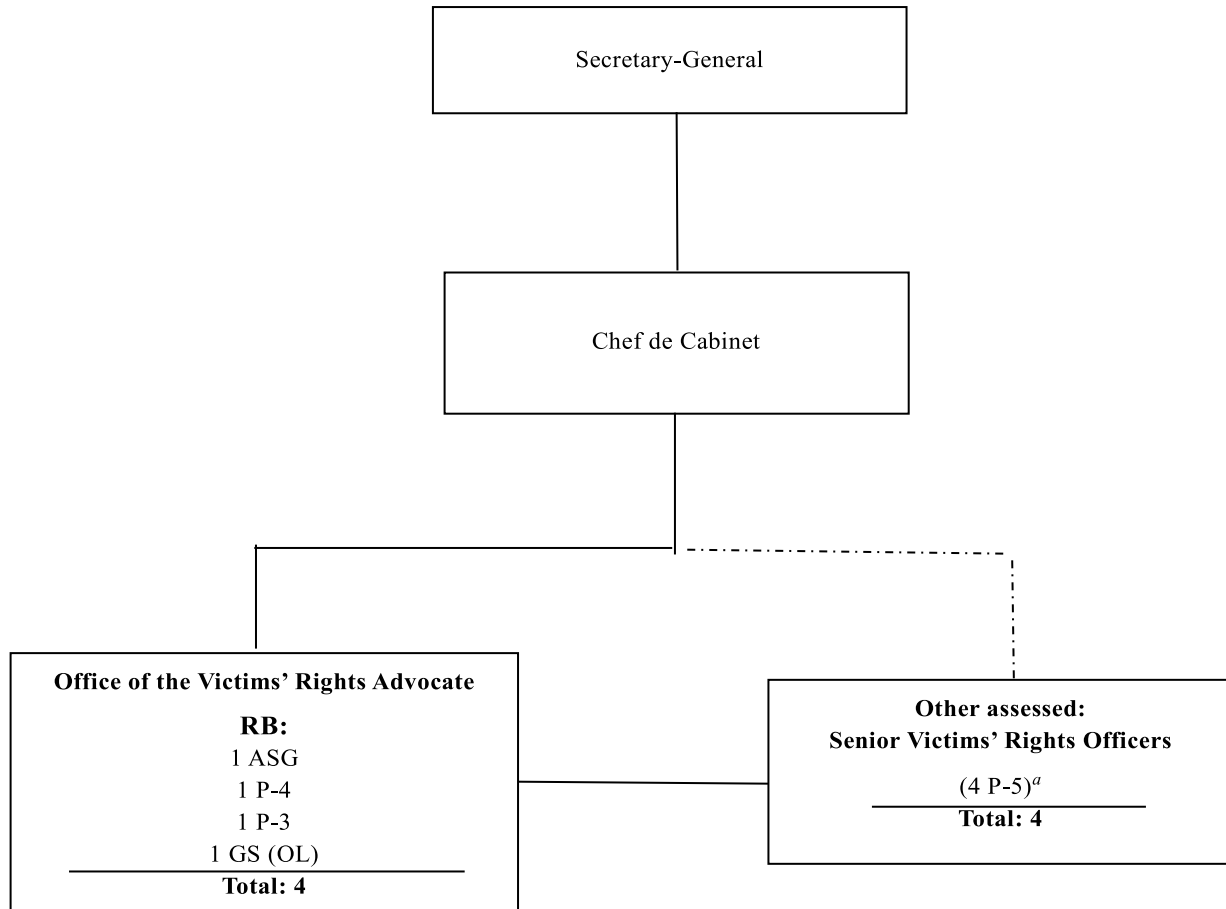 Secretary-General
Chef de Cabinet
Office of the Victims’ Rights Advocate
RB:
1 ASG
1 P-4
1 P-3
1 GS (OL)
Total: 4
Other assessed:
Senior Victims’ Rights Officers
(4 P-5)a
Total: 4